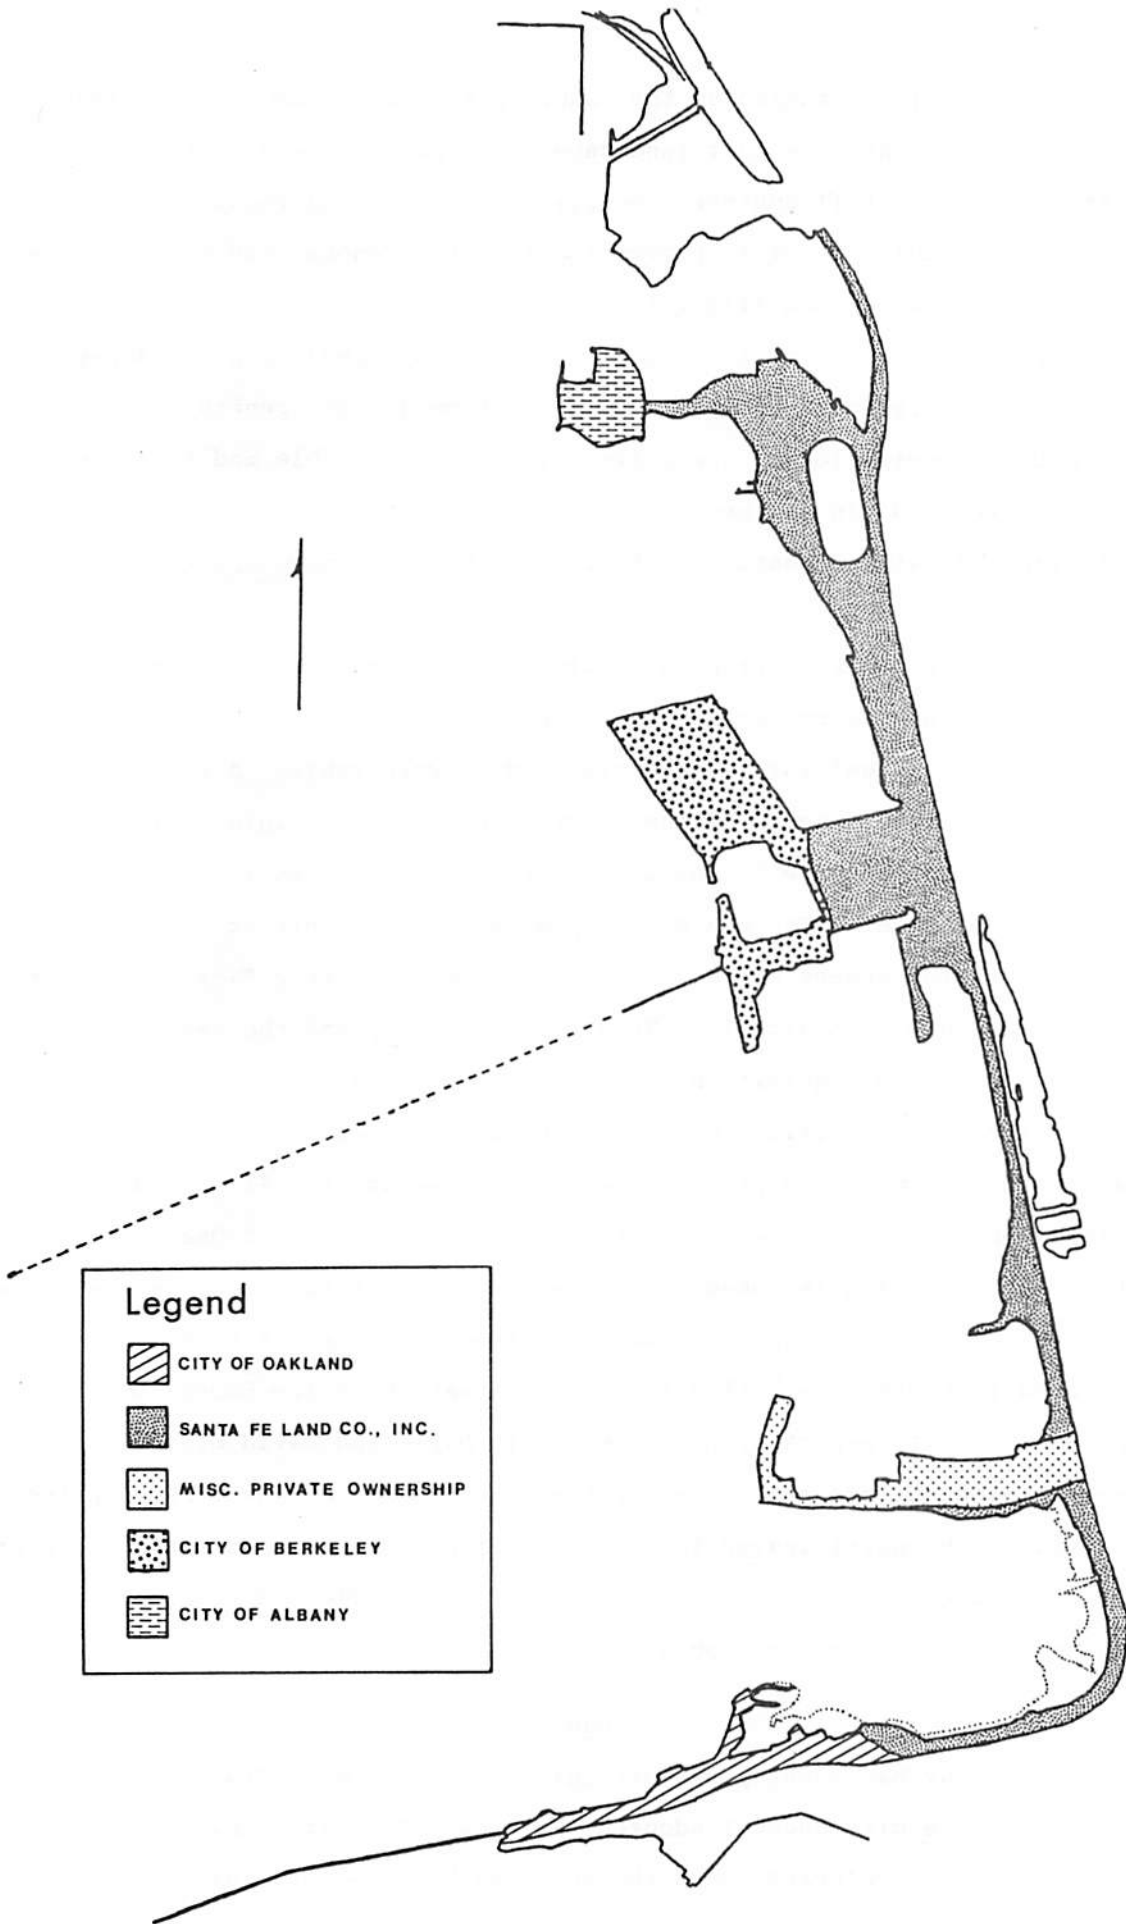 Legend
CITY OF OAKLAND
SANTA FE LAND CO., INC.
MISC. PRIVATE OWNERSHIP
CITY OF BERKELEY
CITY OF ALBANY